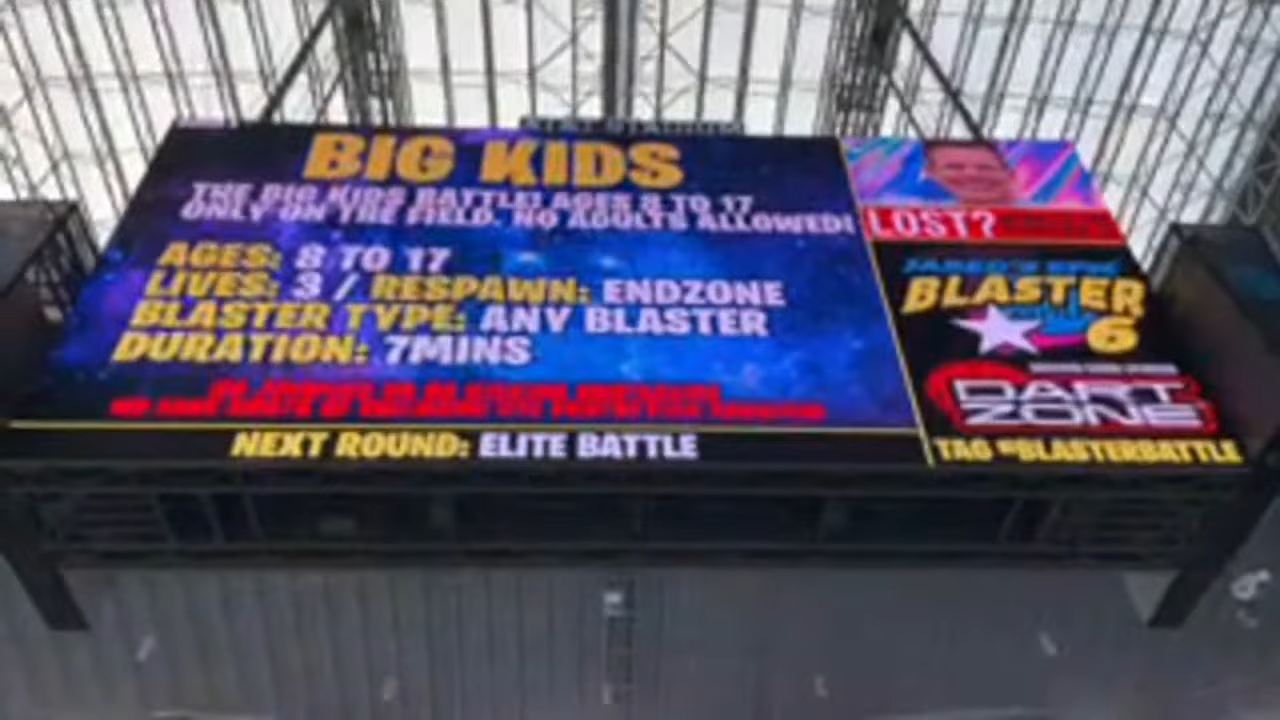 BIG KIDS
THE BIG KIDS BATTLE! AGES 8 TO 17
ONLY ON THE FIELD. NO ADULTS ALLOWED!
AGES: 8 TO 17
LIVES: 3 / RESPAWN: ENDZONE
BLASTER TYPE: ANY BLASTER
DURATION: 7MINS
NEXT ROUND: ELITE BATTLE
LOST?
JARED'S EPIC
BLASTER
6
DART
ZONE
TAG #BLASTERBATTLE